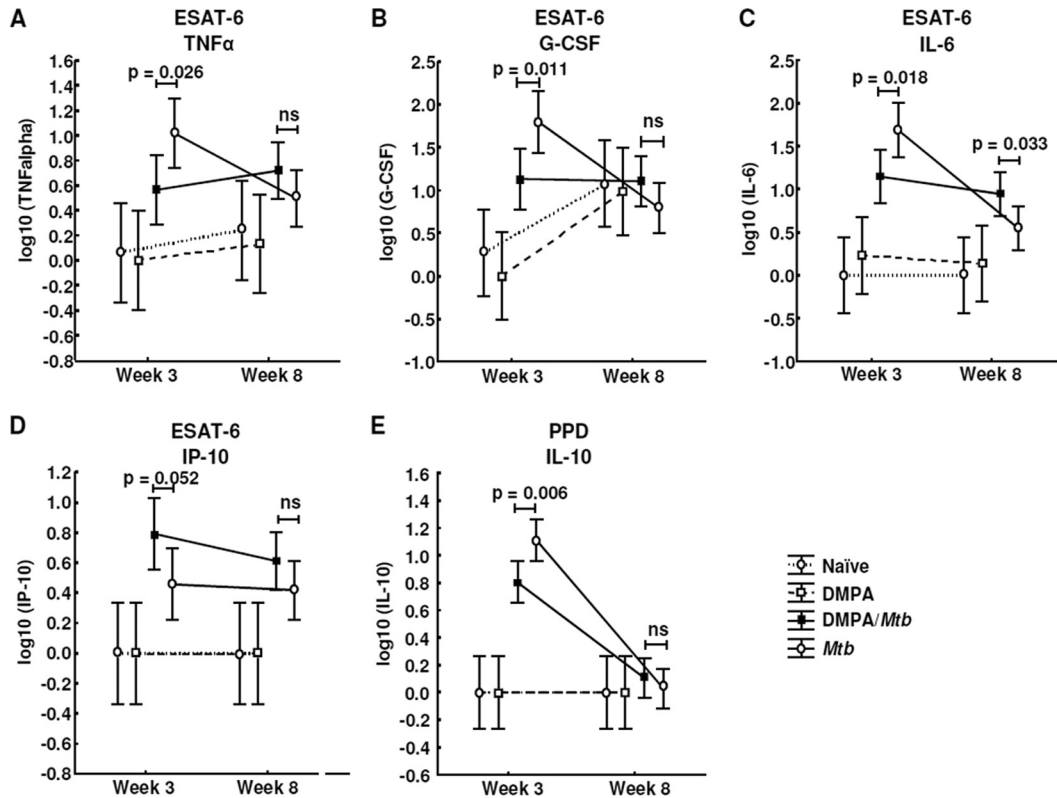 A
ESAT-6
TNFα
p = 0.026
ns
log10 (TNFalpha)
1.6
1.4
1.2
1.0
0.8
0.6
0.4
0.2
0.0
-0.2
-0.4
-0.6
-0.8
Week 3
Week 8
B
ESAT-6
G-CSF
p = 0.011
ns
log10 (G-CSF)
2.5
2.0
1.5
1.0
0.5
0.0
-0.5
-1.0
Week 3
Week 8
C
ESAT-6
IL-6
p = 0.018
p = 0.033
log10 (IL-6)
2.5
2.0
1.5
1.0
0.5
0.0
-0.5
-1.0
Week 3
Week 8
D
ESAT-6
IP-10
p = 0.052
ns
log10 (IP-10)
1.2
1.0
0.8
0.6
0.4
0.2
0.0
-0.2
-0.4
-0.6
-0.8
Week 3
Week 8
E
PPD
IL-10
p = 0.006
ns
log10 (IL-10)
1.6
1.4
1.2
1.0
0.8
0.6
0.4
0.2
0.0
-0.2
-0.4
-0.6
Week 3
Week 8
Naïve
DMPA
DMPA/Mtb
Mtb